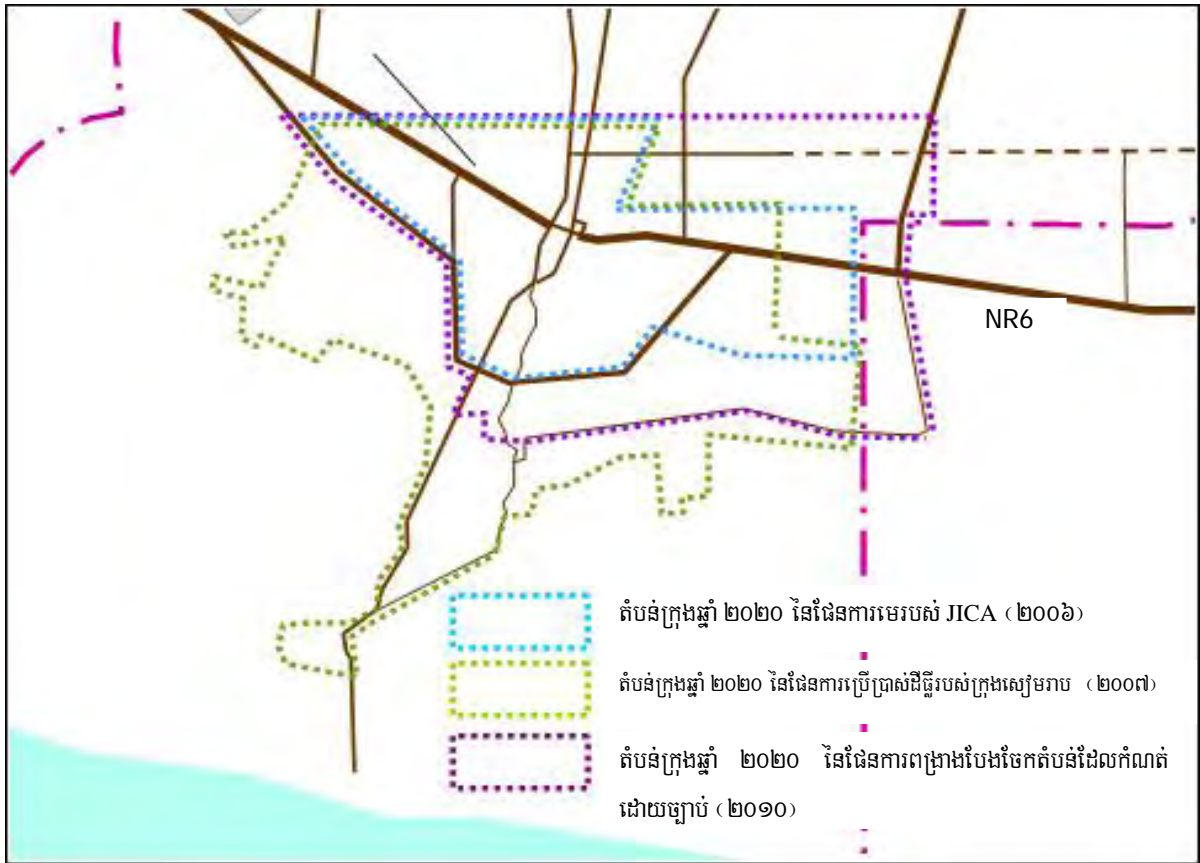 NR6
តំបន់ក្រុងឆ្នាំ ២០២០ នៃផែនការមេរបស់ JICA (២០០៦)
តំបន់ក្រុងឆ្នាំ ២០២០ នៃផែនការប្រើប្រាស់ដីធ្លីរបស់ក្រុងសៀមរាប (២០០៧)
តំបន់ក្រុងឆ្នាំ ២០២០ នៃផែនការពង្រាងបែងចែកតំបន់ដែលកំណត់
ដោយច្បាប់ (២០១០)